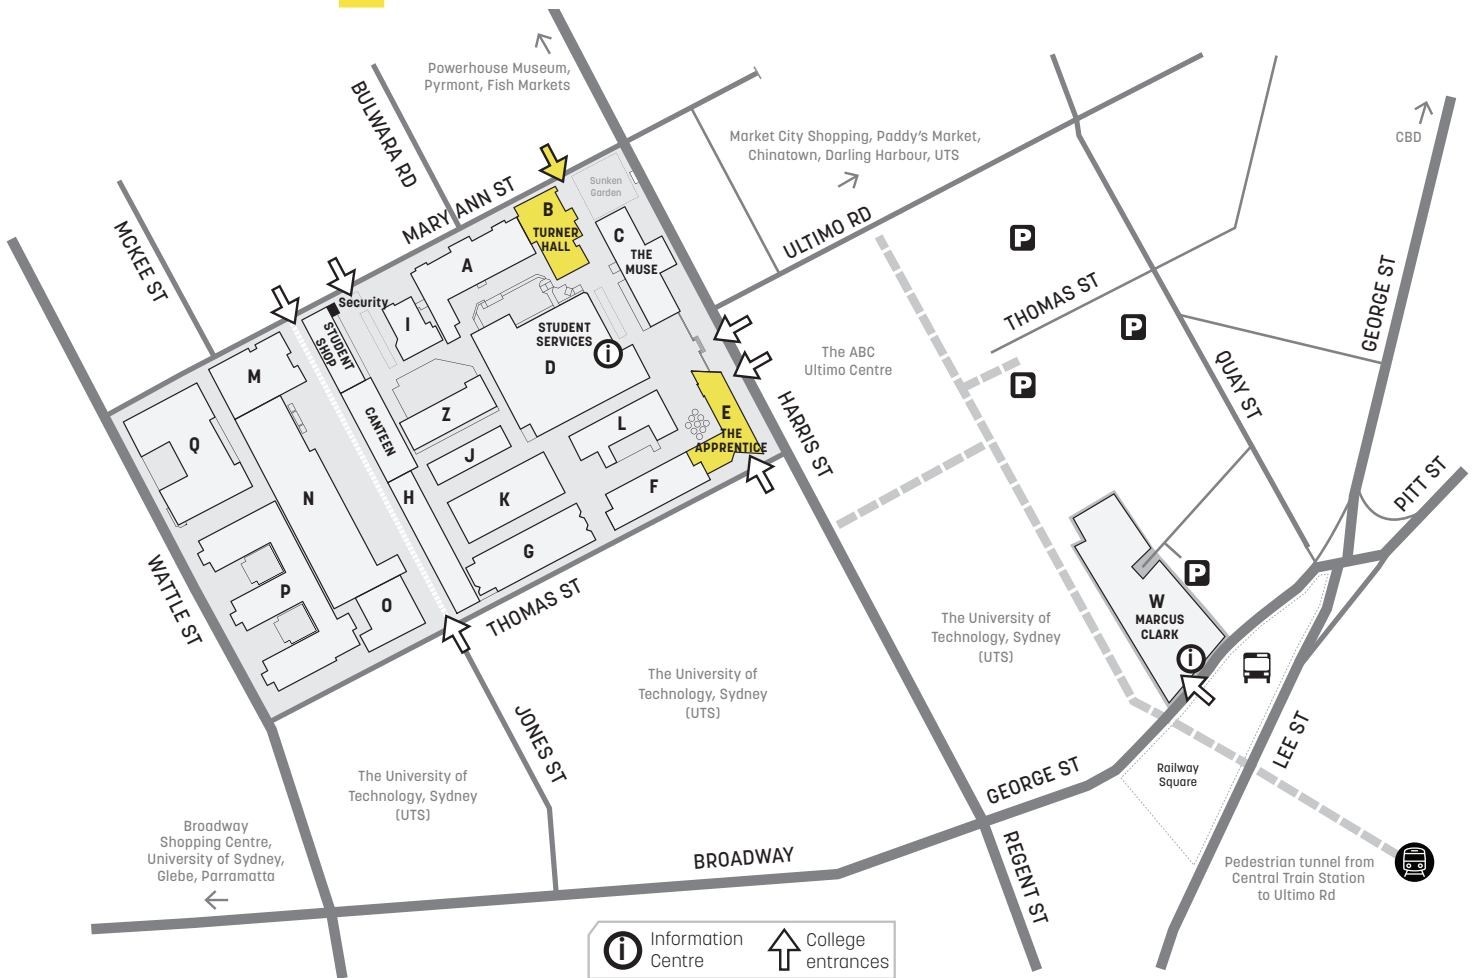 Powerhouse Museum,
Pyrmont, Fish Markets
BULWARA RD
Market City Shopping, Paddy's Market,
Chinatown, Darling Harbour, UTS
CBD
MCKEE ST
MARY ANN ST
Sunken
Garden
B
TURNER
HALL
C
THE
MUSE
A
ULTIMO RD
P
THOMAS ST
P
GEORGE ST
Security
STUDENT
SHOP
I
STUDENT
SERVICES
i
D
The ABC
Ultimo Centre
P
QUAY ST
M
CANTEEN
Z
L
E
THE
APPRENTICE
HARRIS ST
Q
J
N
H
K
F
G
PITT ST
WATTLE ST
P
O
THOMAS ST
P
W
MARCUS
CLARK
i
The University of
Technology, Sydney
(UTS)
The University of
Technology, Sydney
(UTS)
JONES ST
LEE ST
The University of
Technology, Sydney
(UTS)
GEORGE ST
Railway
Square
Broadway
Shopping Centre,
University of Sydney,
Glebe, Parramatta
BROADWAY
REGENT ST
Pedestrian tunnel from
Central Train Station
to Ultimo Rd
i
Information
Centre
College
entrances